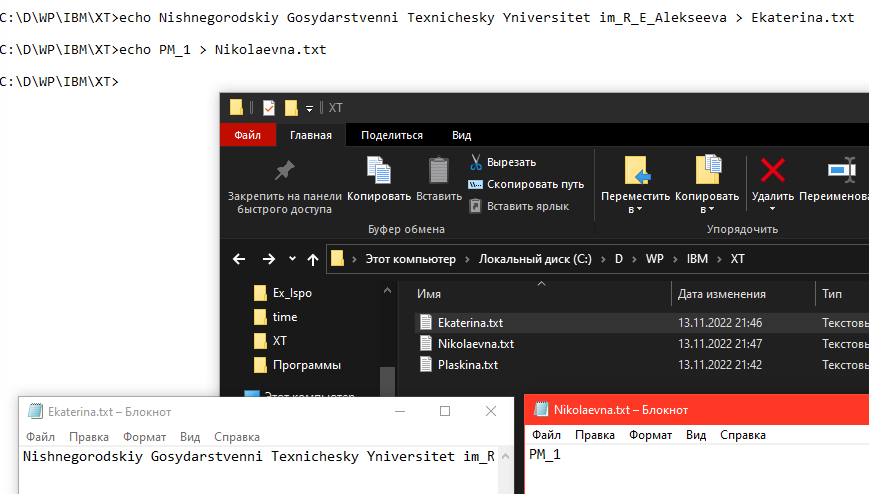 C:\D\WP\IBM\XT>echo Nishnegorodskiy Gosydarstvenni Texnichesky Yniversitet im_R_E_Alekseeva > Ekaterina.txt
C:\D\WP\IBM\XT>echo PM_1 > Nikolaevna.txt
C:\D\WP\IBM\XT>
XT
Файл Главная Поделиться Вид
Закрепить на панели быстрого доступа
Копировать
Вставить
Вырезать
Скопировать путь
Вставить ярлык
Буфер обмена
Переместить в
Копировать в
Удалить
Переименова
Упорядочить
Этот компьютер > Локальный диск (C:) > D > WP > IBM > XT
Ex_Ispo
time
XT
Программы
Этот компьютер
Имя Дата изменения Тип
Ekaterina.txt 13.11.2022 21:46 Текстовь
Nikolaevna.txt 13.11.2022 21:47 Текстовь
Plaskina.txt 13.11.2022 21:42 Текстовь
Ekaterina.txt – Блокнот
Файл Правка Формат Вид Справка
Nishnegorodskiy Gosydarstvenni Texnichesky Yniversitet im_R
Nikolaevna.txt – Блокнот
Файл Правка Формат Вид Справка
PM_1